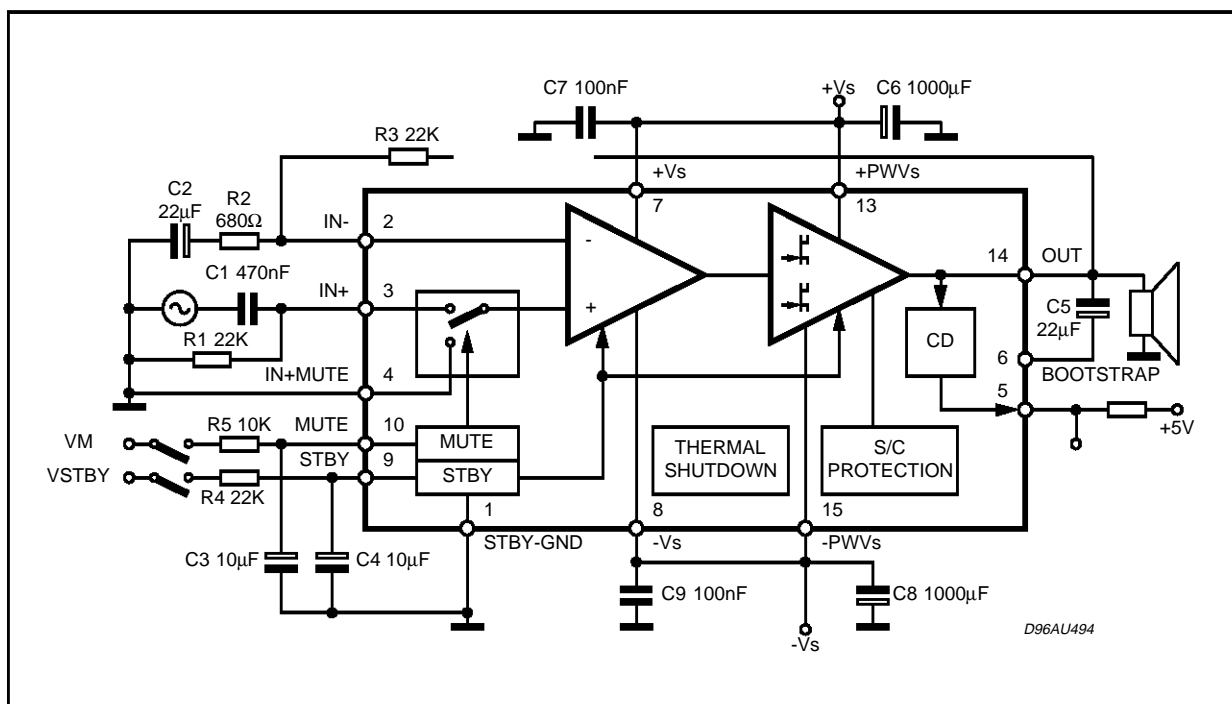 C7 100nF
+Vs
C6 1000µF
R3 22K
+Vs
+PWVs
C2
22µF
R2
680Ω
IN-
2
7
13
C1 470nF
-
14
OUT
IN+
3
+
C5
22µF
R1 22K
CD
6
IN+MUTE
4
BOOTSTRAP
5
MUTE
10
+5V
VM
R5 10K
MUTE
THERMAL
SHUTDOWN
S/C
PROTECTION
STBY
9
STBY
VSTBY
R4 22K
1
8
15
STBY-GND
-Vs
-PWVs
C3 10µF
C4 10µF
C9 100nF
C8 1000µF
-Vs
D96AU494